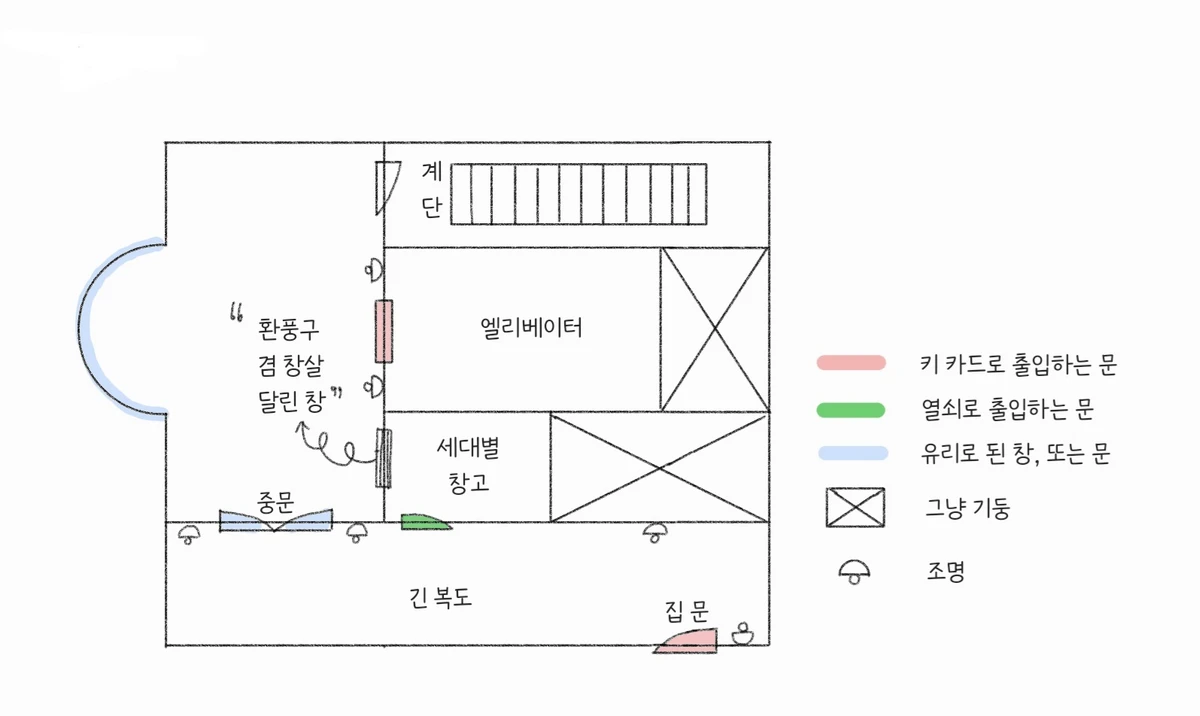 계
단
“ 환풍구
겸 창살
달린 창 ”
엘리베이터
세대별
창고
중문
긴 복도
집 문
키 카드로 출입하는 문
열쇠로 출입하는 문
유리로 된 창, 또는 문
그냥 기둥
조명